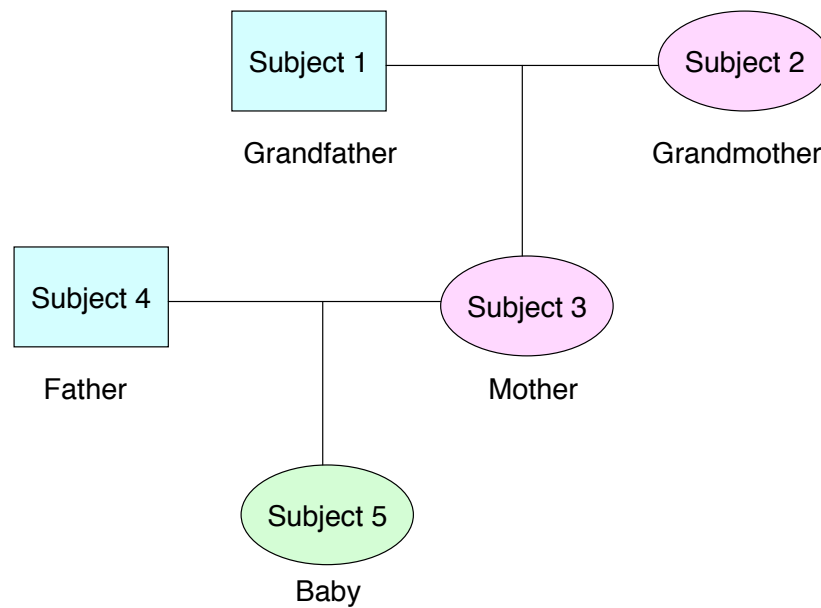 Subject 1
Subject 2
Grandfather
Grandmother
Subject 4
Subject 3
Father
Mother
Subject 5
Baby